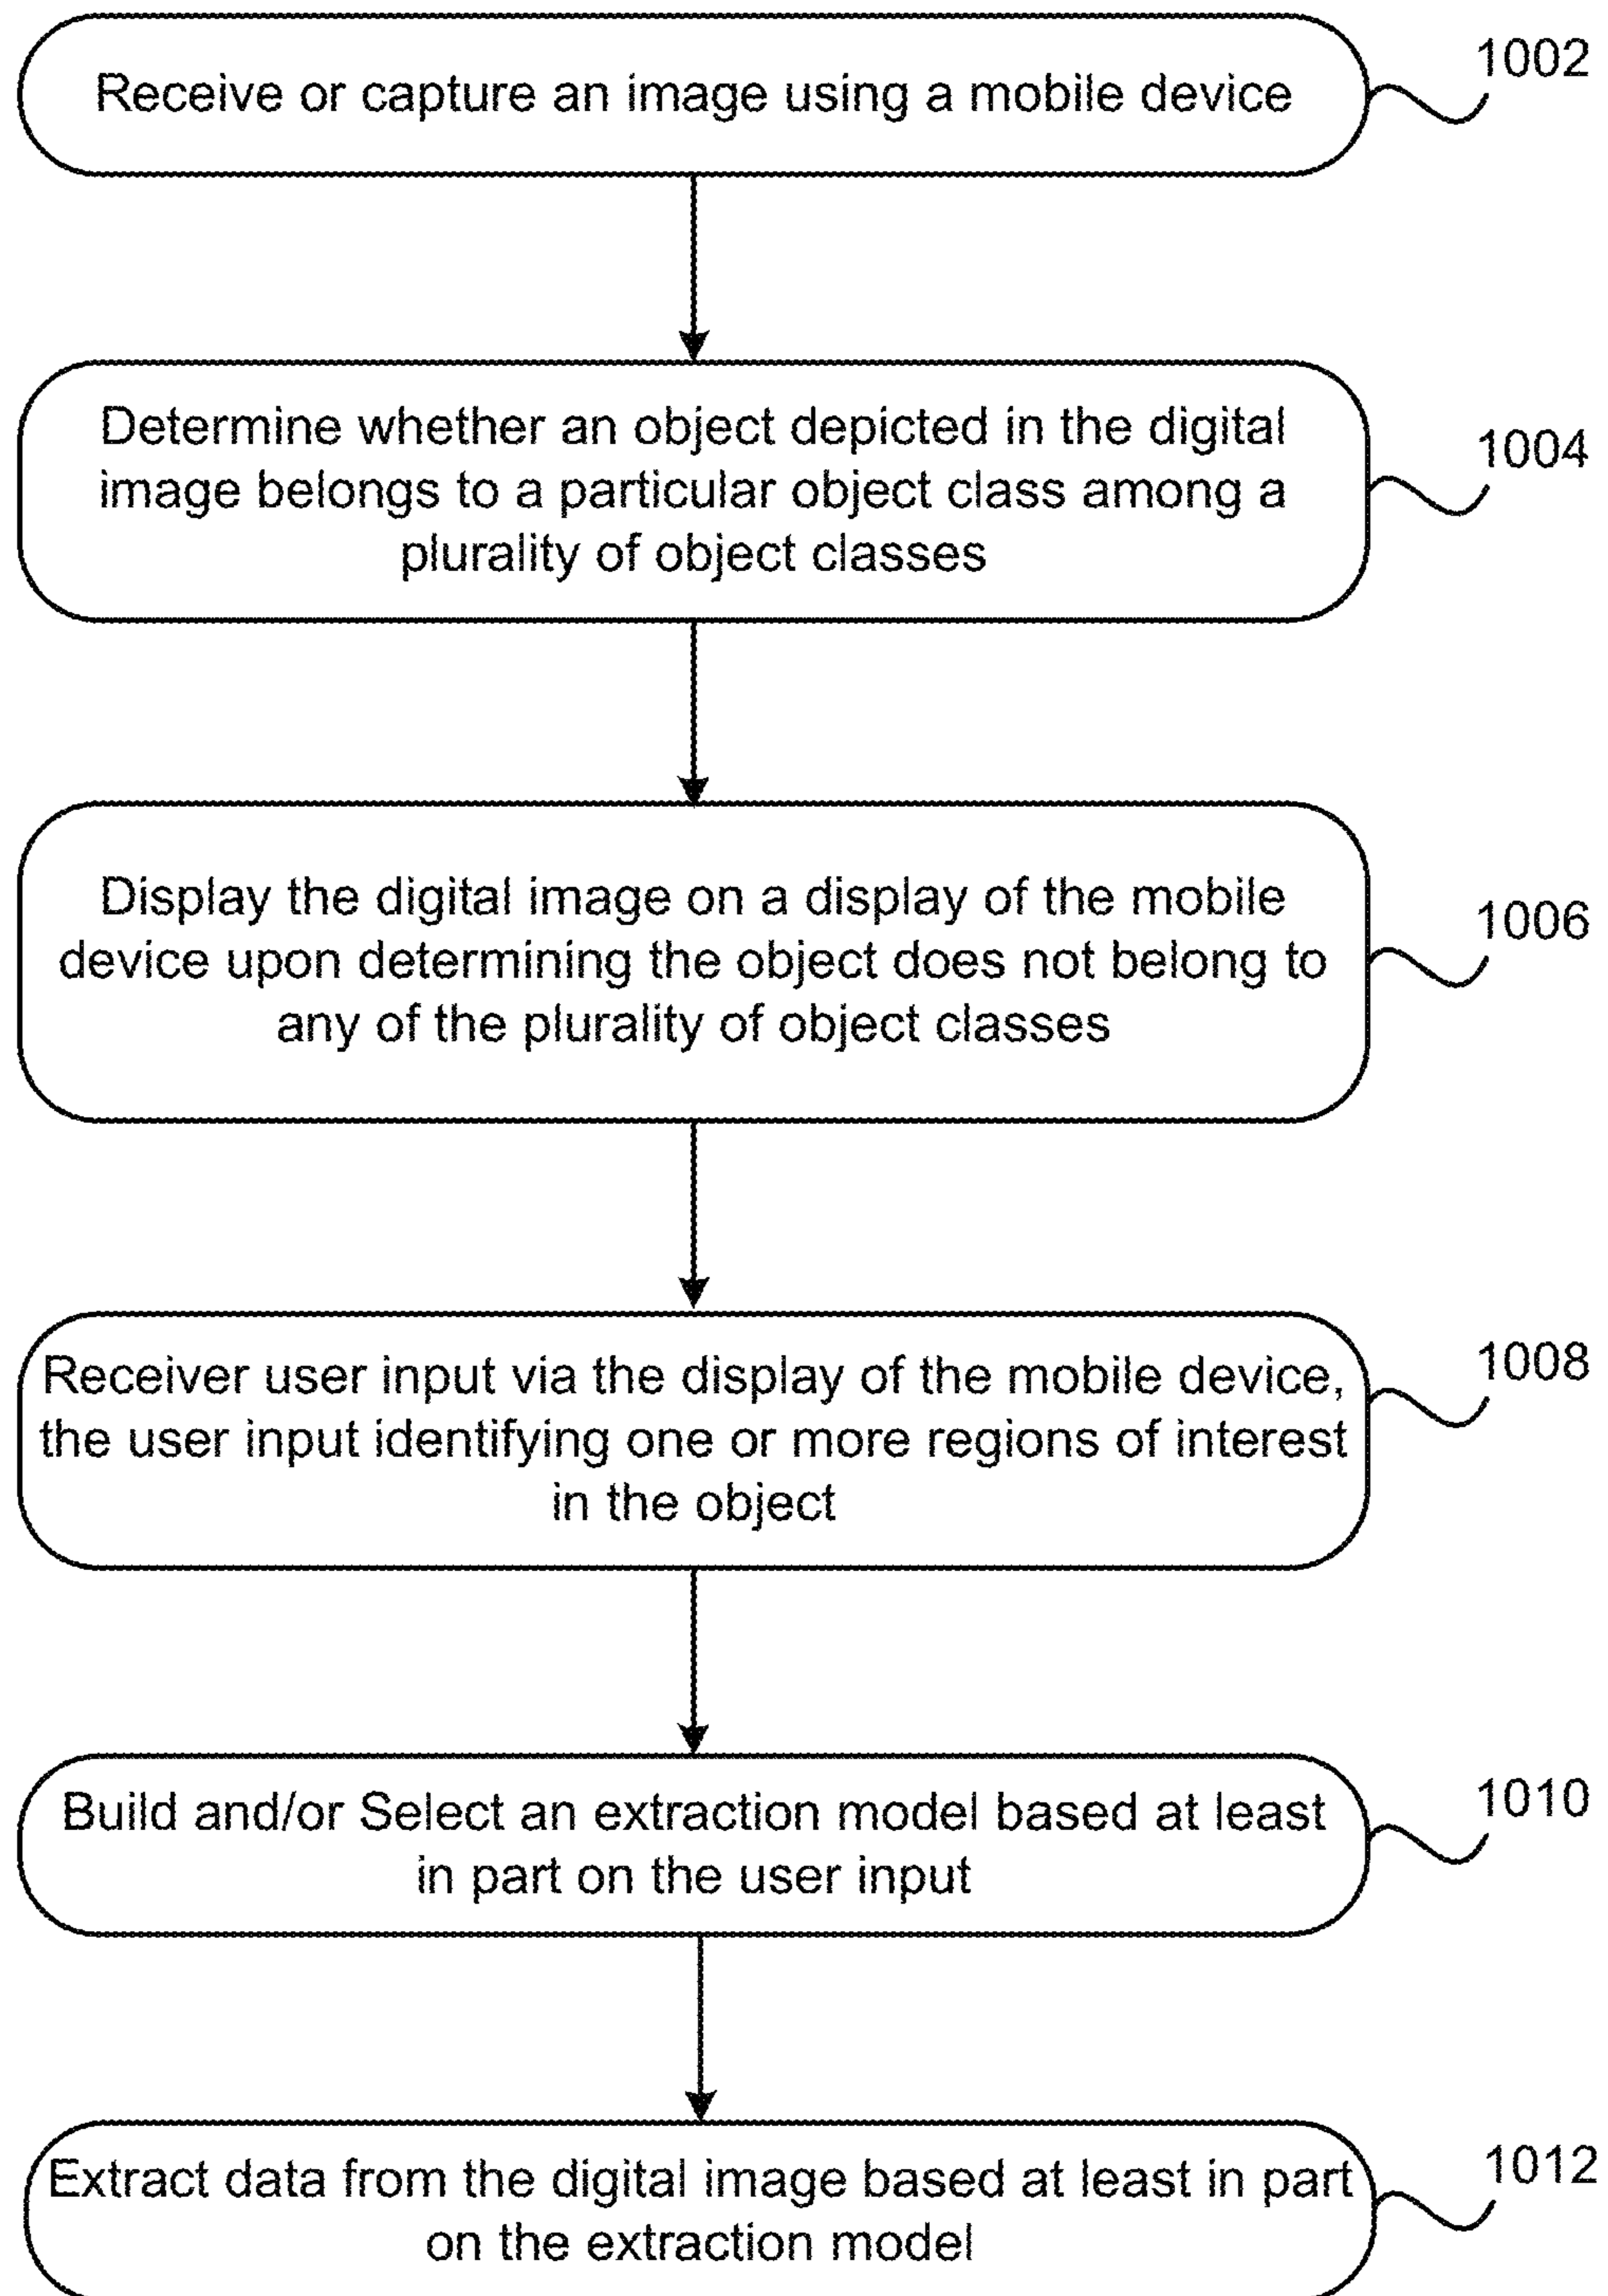 Receive or capture an image using a mobile device
1002
Determine whether an object depicted in the digital
image belongs to a particular object class among a
plurality of object classes
1004
Display the digital image on a display of the mobile
device upon determining the object does not belong to
any of the plurality of object classes
1006
Receiver user input via the display of the mobile device,
the user input identifying one or more regions of interest
in the object
1008
Build and/or Select an extraction model based at least
in part on the user input
1010
Extract data from the digital image based at least in part
on the extraction model
1012